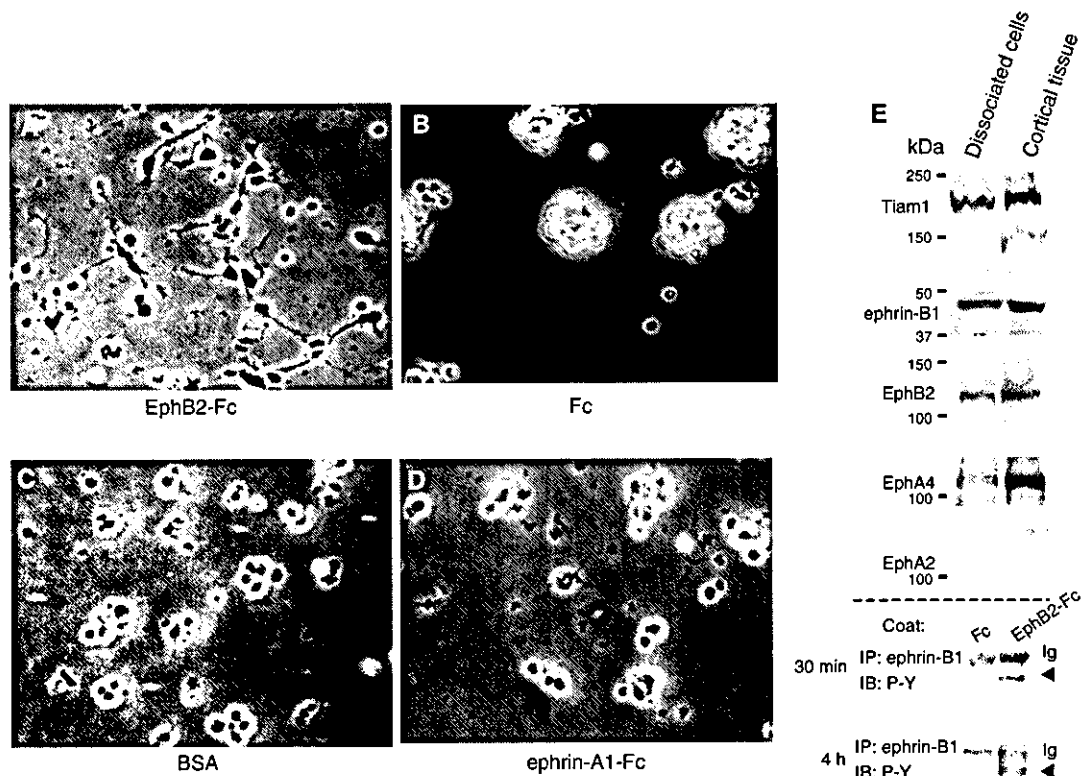 EphB2-Fc
B
Fc
C
BSA
D
ephrin-A1-Fc
E
Dissociated cells
Cortical tissue
kDa
250
Tiam1
150
50
ephrin-B1
37
150
EphB2
100
EphA4
100
EphA2
100
Coat: Fc EphB2-Fc
30 min IP: ephrin-B1 Ig
IB: P-Y
4 h IP: ephrin-B1 Ig
IB: P-Y